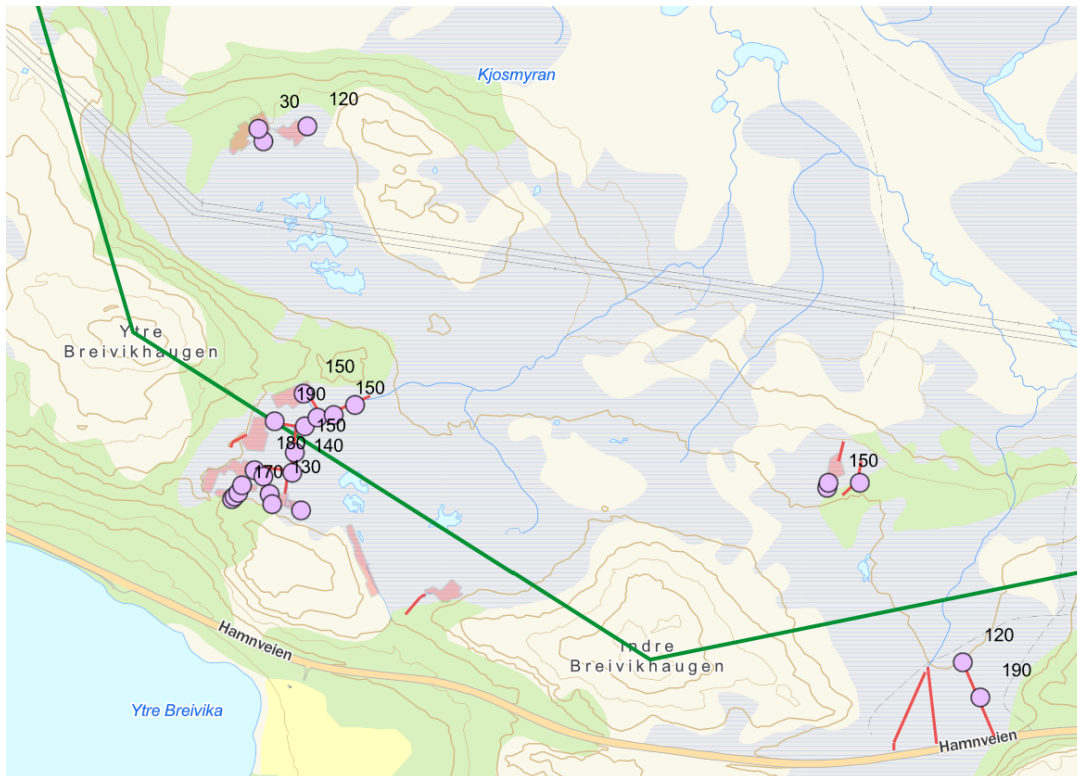 Kjosmyran
30 120
Ytre
Breivikhaugen
150
190 150
150
180 140
170 130
150
Hamnveien
Indre
Breivikhaugen
120
190
Ytre Breivika
Hamnveien